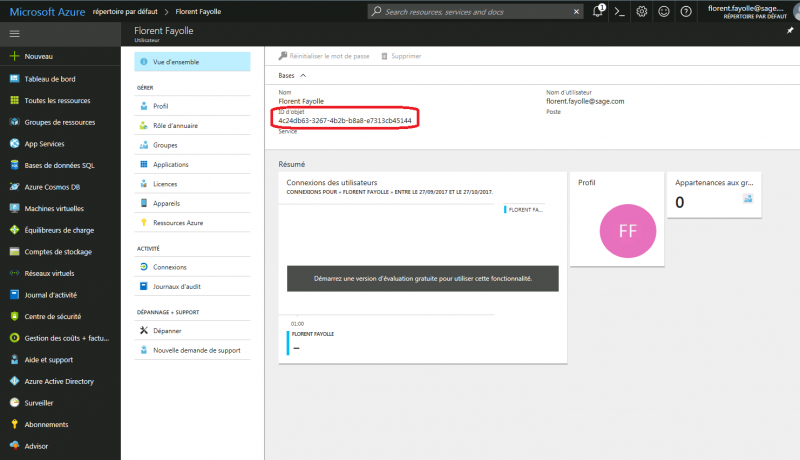 Microsoft Azure répertoire par défaut > Florent Fayolle
Search resources, services and docs
1
florent.fayolle@sage....
RÉPERTOIRE PAR DÉFAUT
Nouveau
Tableau de bord
Toutes les ressources
Groupes de ressources
App Services
Bases de données SQL
Azure Cosmos DB
Machines virtuelles
Équilibreurs de charge
Comptes de stockage
Réseaux virtuels
Journal d'activité
Centre de sécurité
Gestion des coûts + factu...
Aide et support
Azure Active Directory
Surveiller
Abonnements
Advisor
Florent Fayolle
Utilisateur
Vue d'ensemble
GÉRER
Profil
Rôle d'annuaire
Groupes
Applications
Licences
Appareils
Ressources Azure
ACTIVITÉ
Connexions
Journaux d'audit
DÉPANNAGE + SUPPORT
Dépanner
Nouvelle demande de support
Réinitialiser le mot de passe
Supprimer
Bases
Nom
Florent Fayolle
ID d'objet
4c24db63-3267-4b2b-b8a8-e7313cb45144
Service
Nom d'utilisateur
florent.fayolle@sage.com
Poste
Résumé
Connexions des utilisateurs
CONNEXIONS POUR « FLORENT FAYOLLE » ENTRE LE 27/09/2017 ET LE 27/10/2017.
FLORENT FA...
Démarrez une version d'évaluation gratuite pour utiliser cette fonctionnalité.
01:00
FLORENT FAYOLLE
--
Profil
FF
Appartenances aux gr...
0